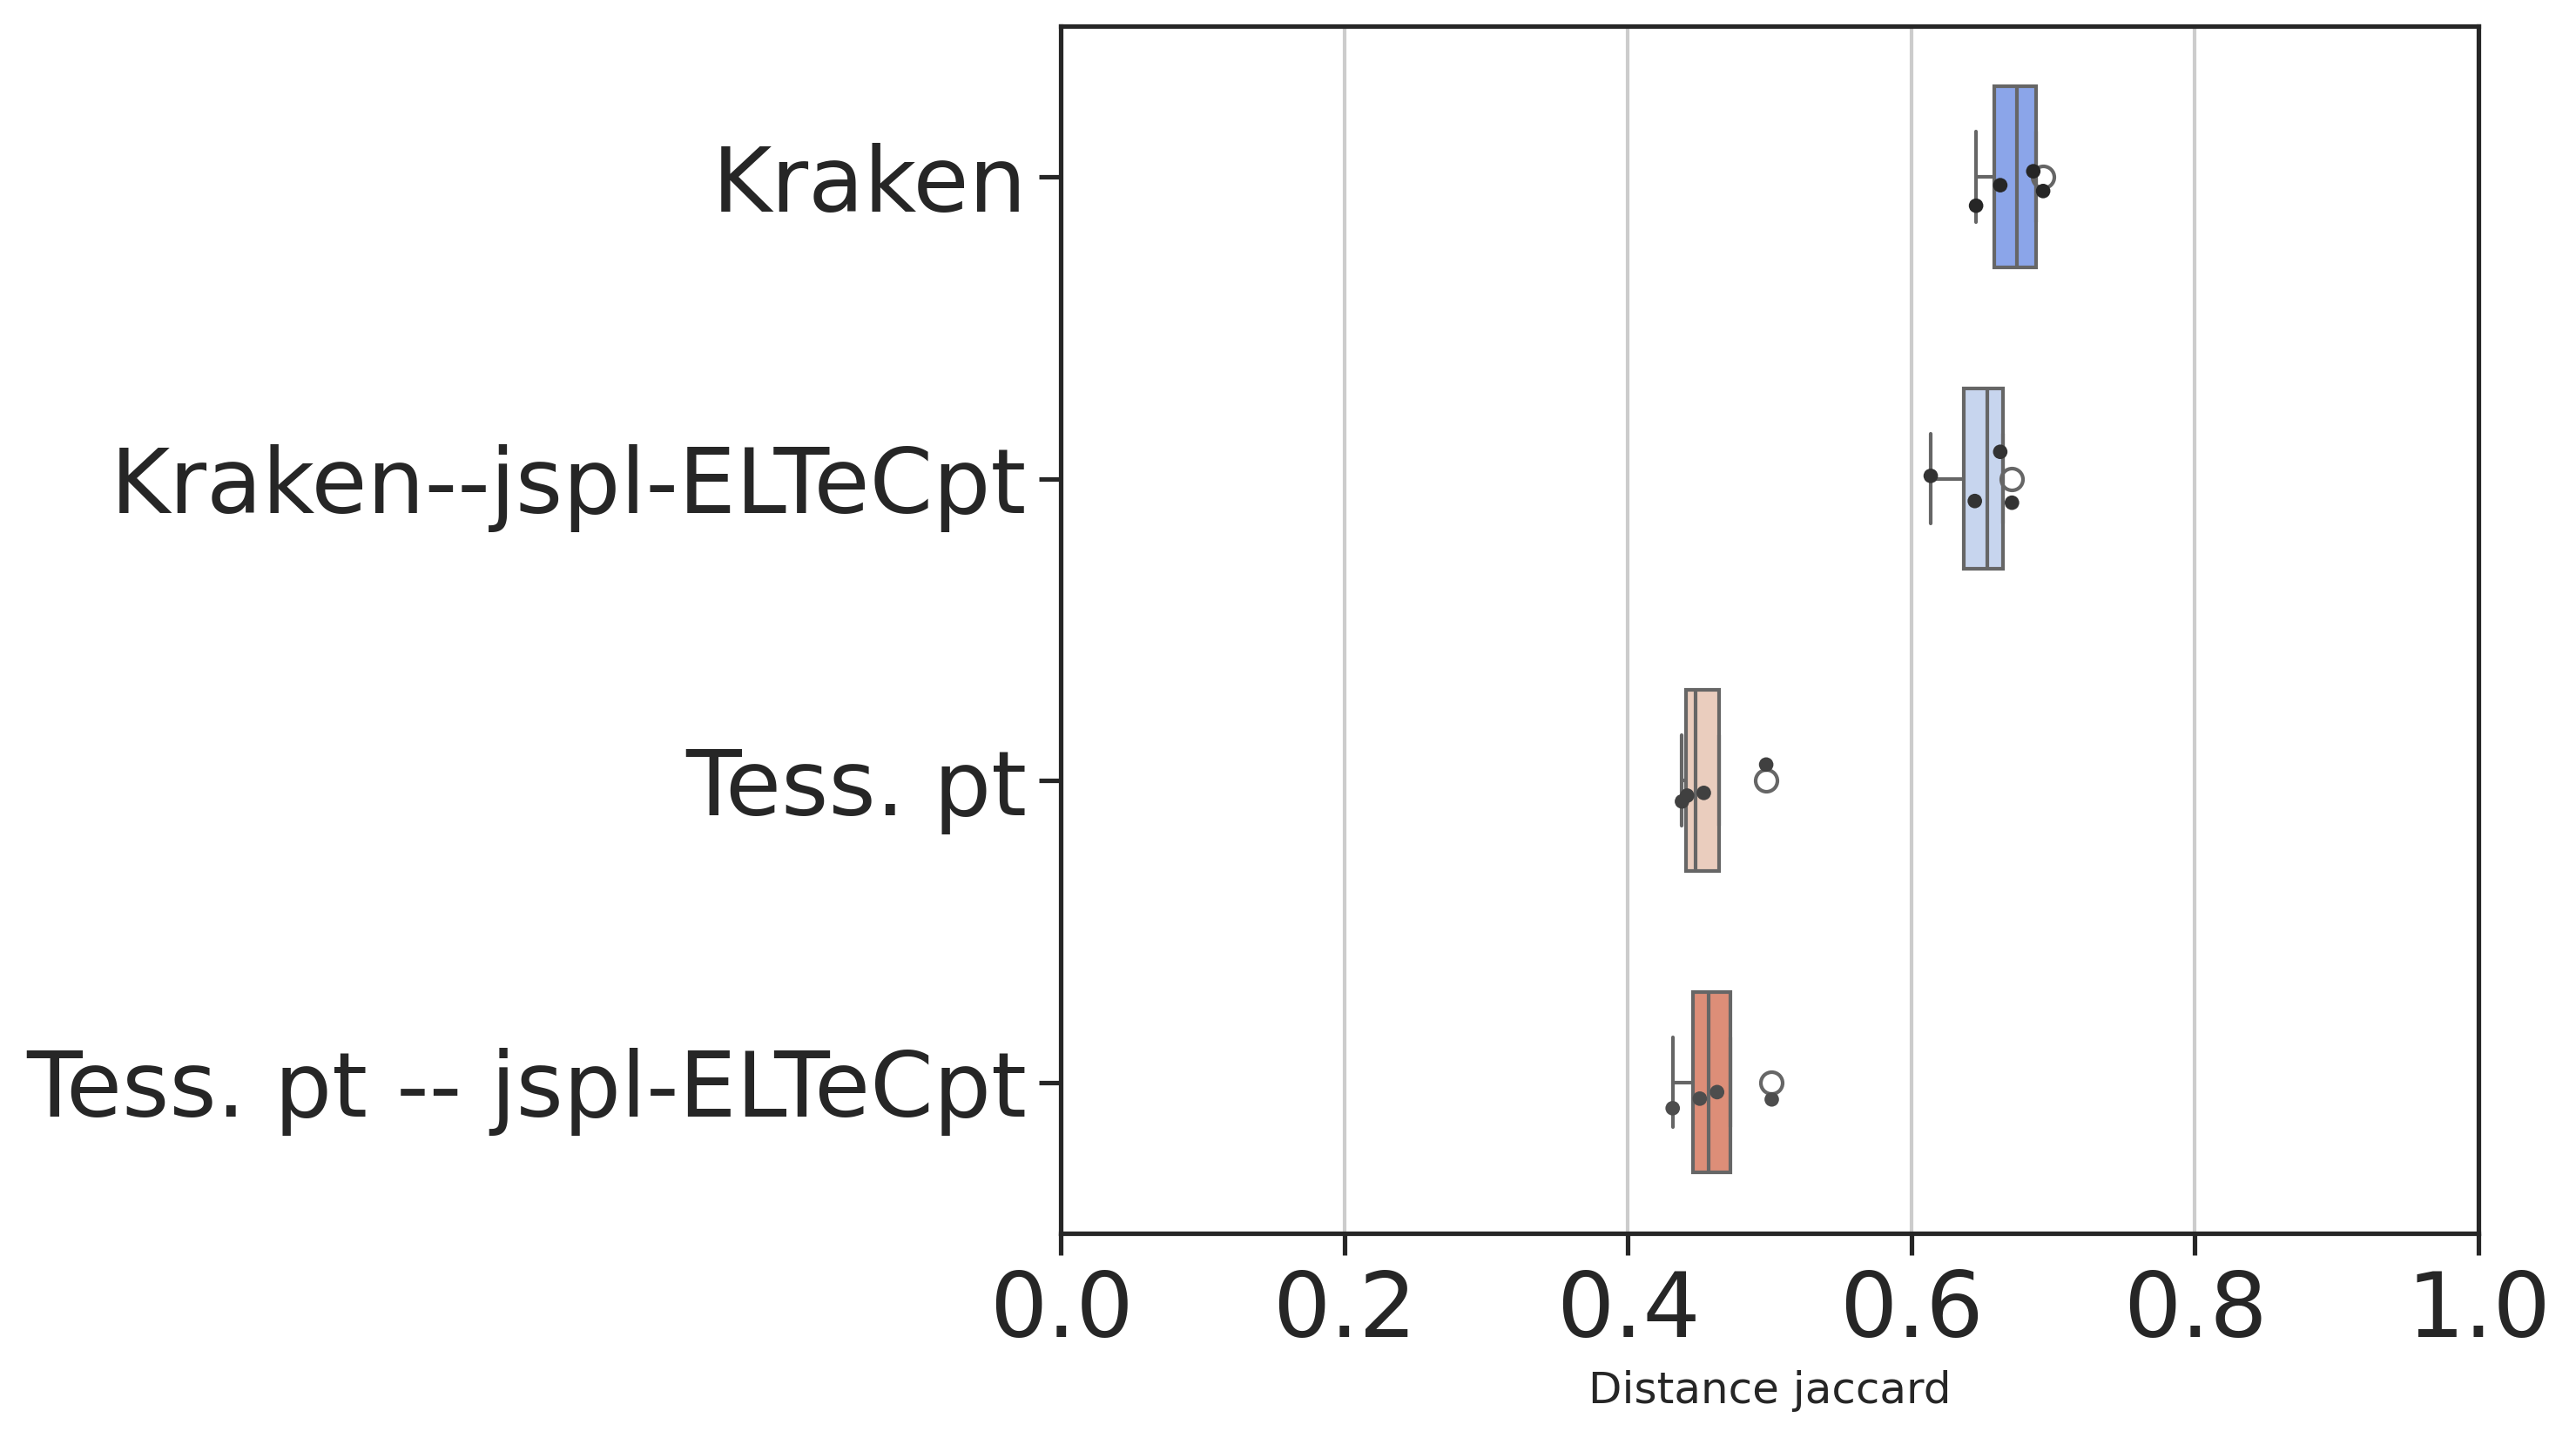 Kraken
Kraken--jspl-ELTeCpt
Tess. pt
Tess. pt -- jspl-ELTeCpt
0.0 0.2 0.4 0.6 0.8 1.0
Distance jaccard